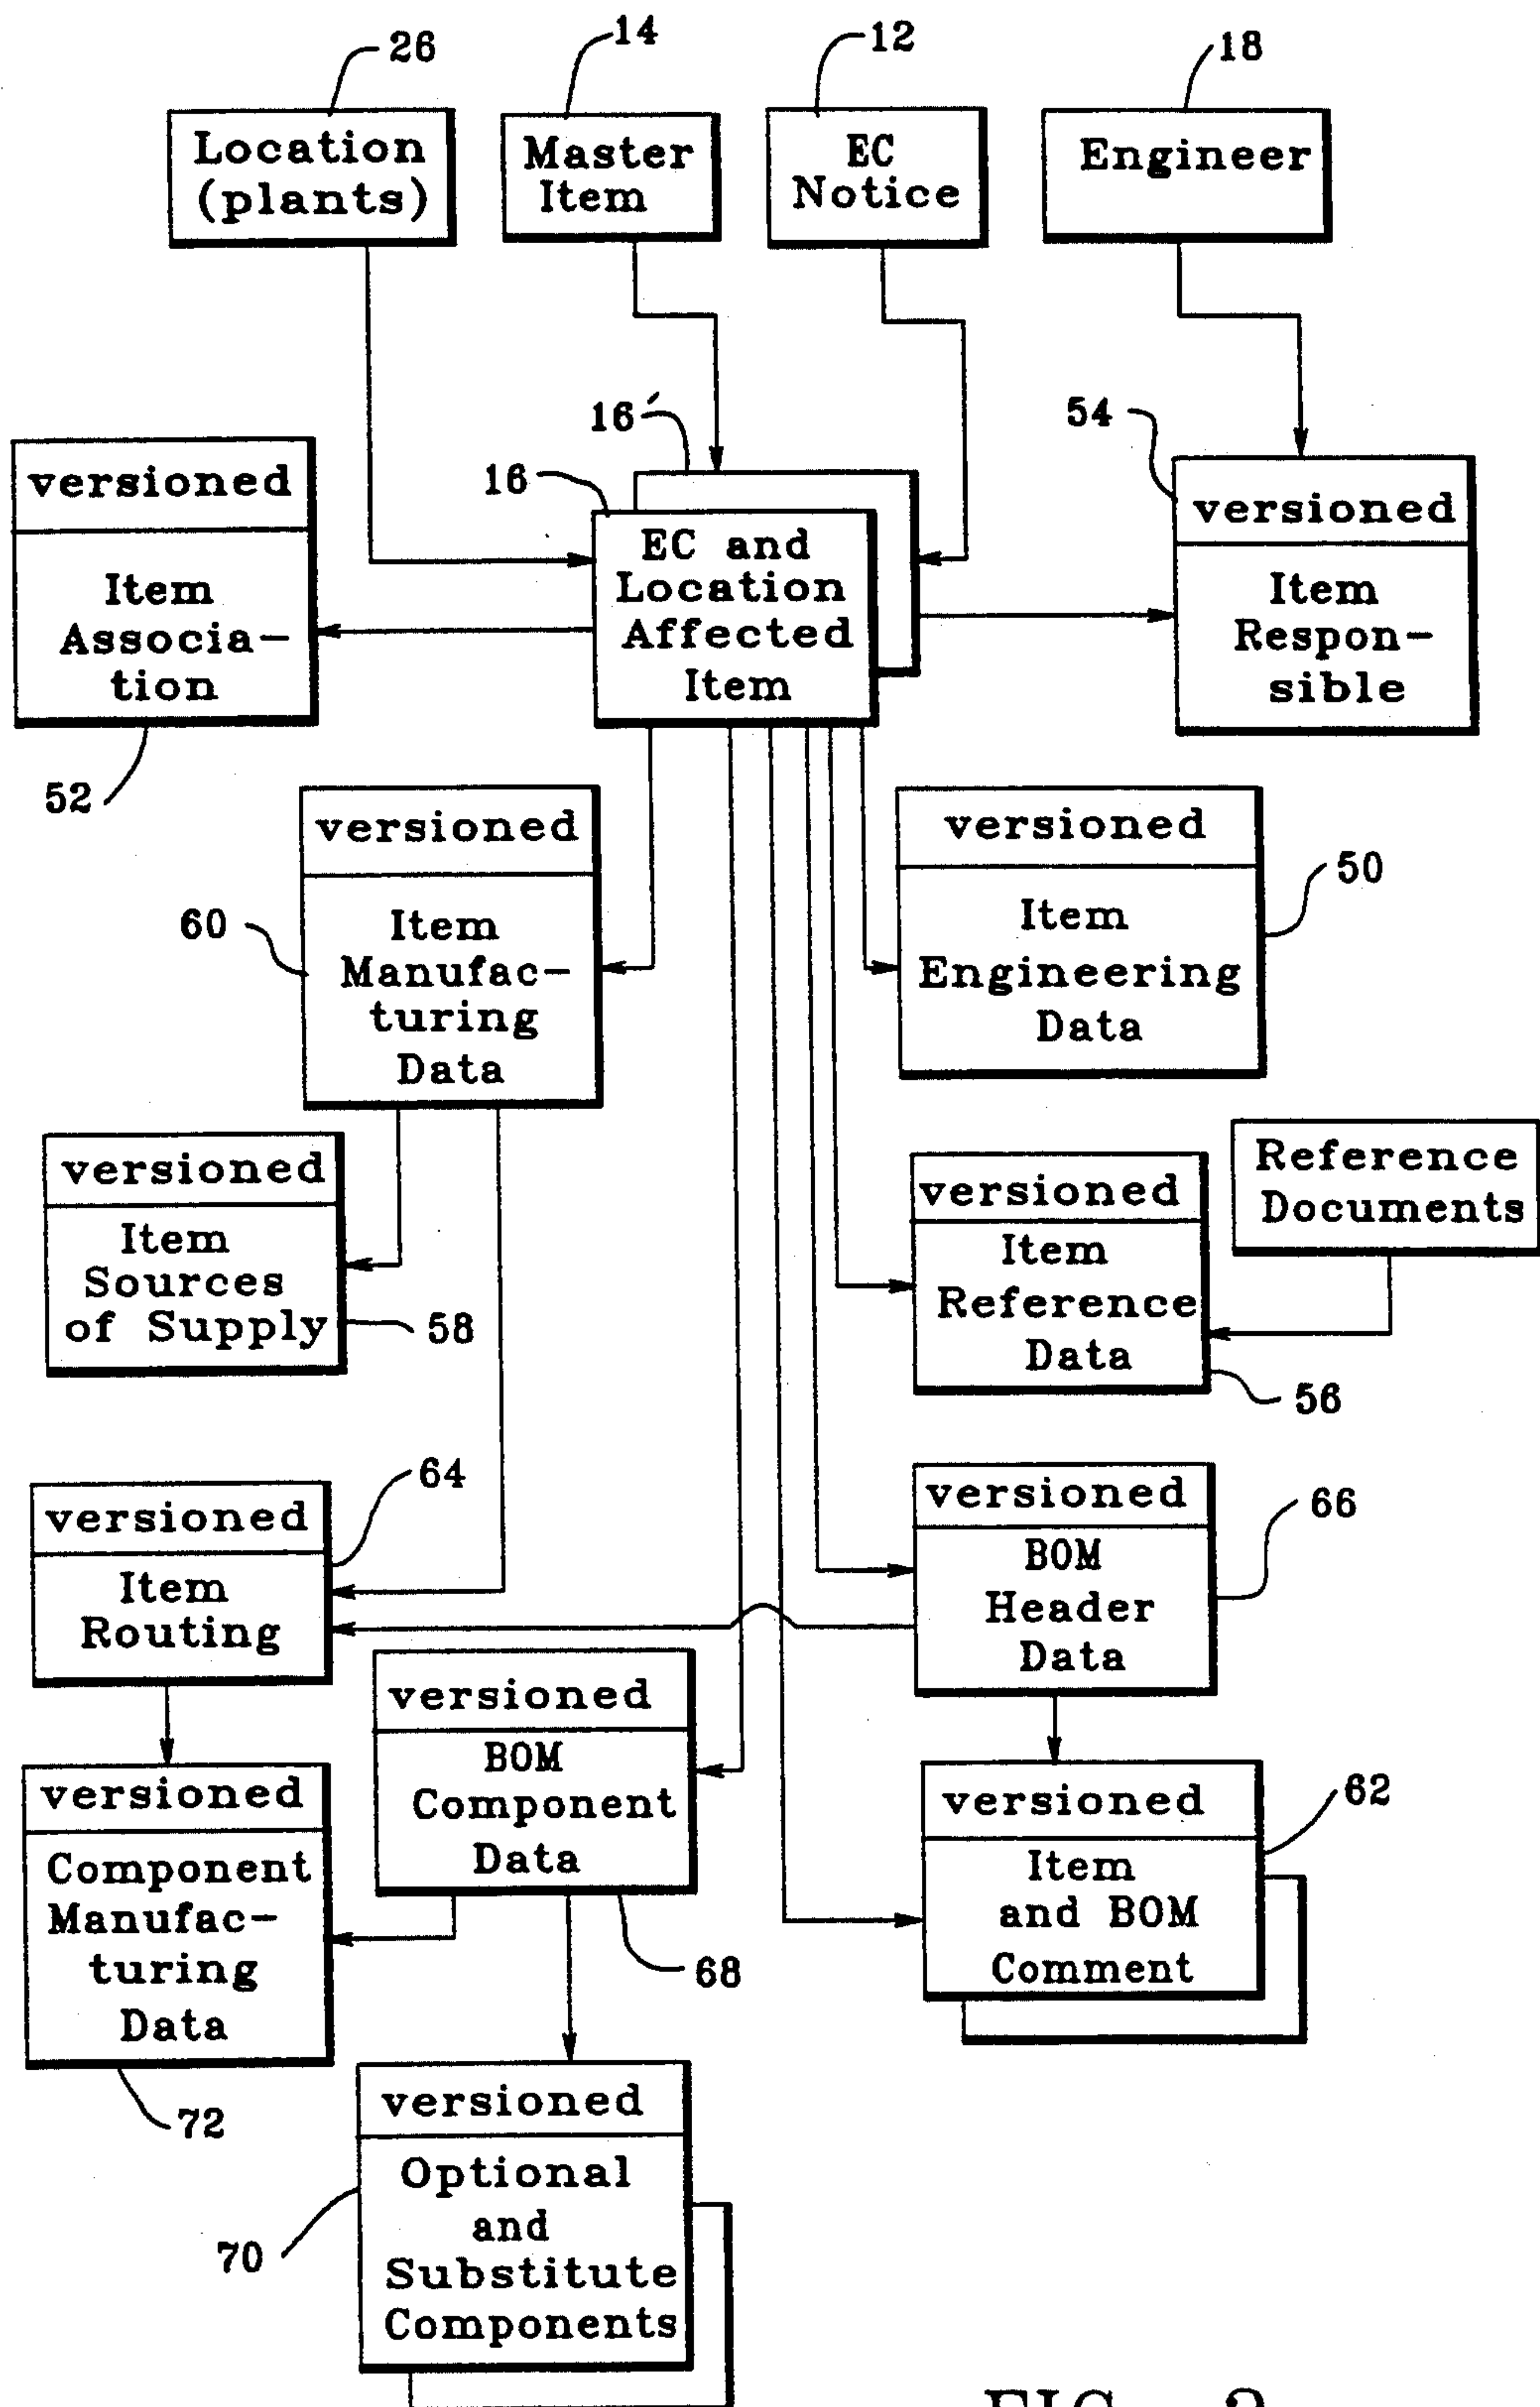 26
14
12
18
Location
(plants)
Master
Item
EC
Notice
Engineer
16′
16
54
versioned
Item
Associa-
tion
52
EC and
Location
Affected
Item
versioned
Item
Respon-
sible
versioned
Item
Manufac-
turing
Data
60
versioned
Item
Engineering
Data
50
versioned
Item
Sources
of Supply
58
versioned
Item
Reference
Data
56
Reference
Documents
64
versioned
Item
Routing
versioned
BOM
Header
Data
66
versioned
BOM
Component
Data
68
versioned
Component
Manufac-
turing
Data
72
versioned
Item
and BOM
Comment
62
versioned
Optional
and
Substitute
Components
70